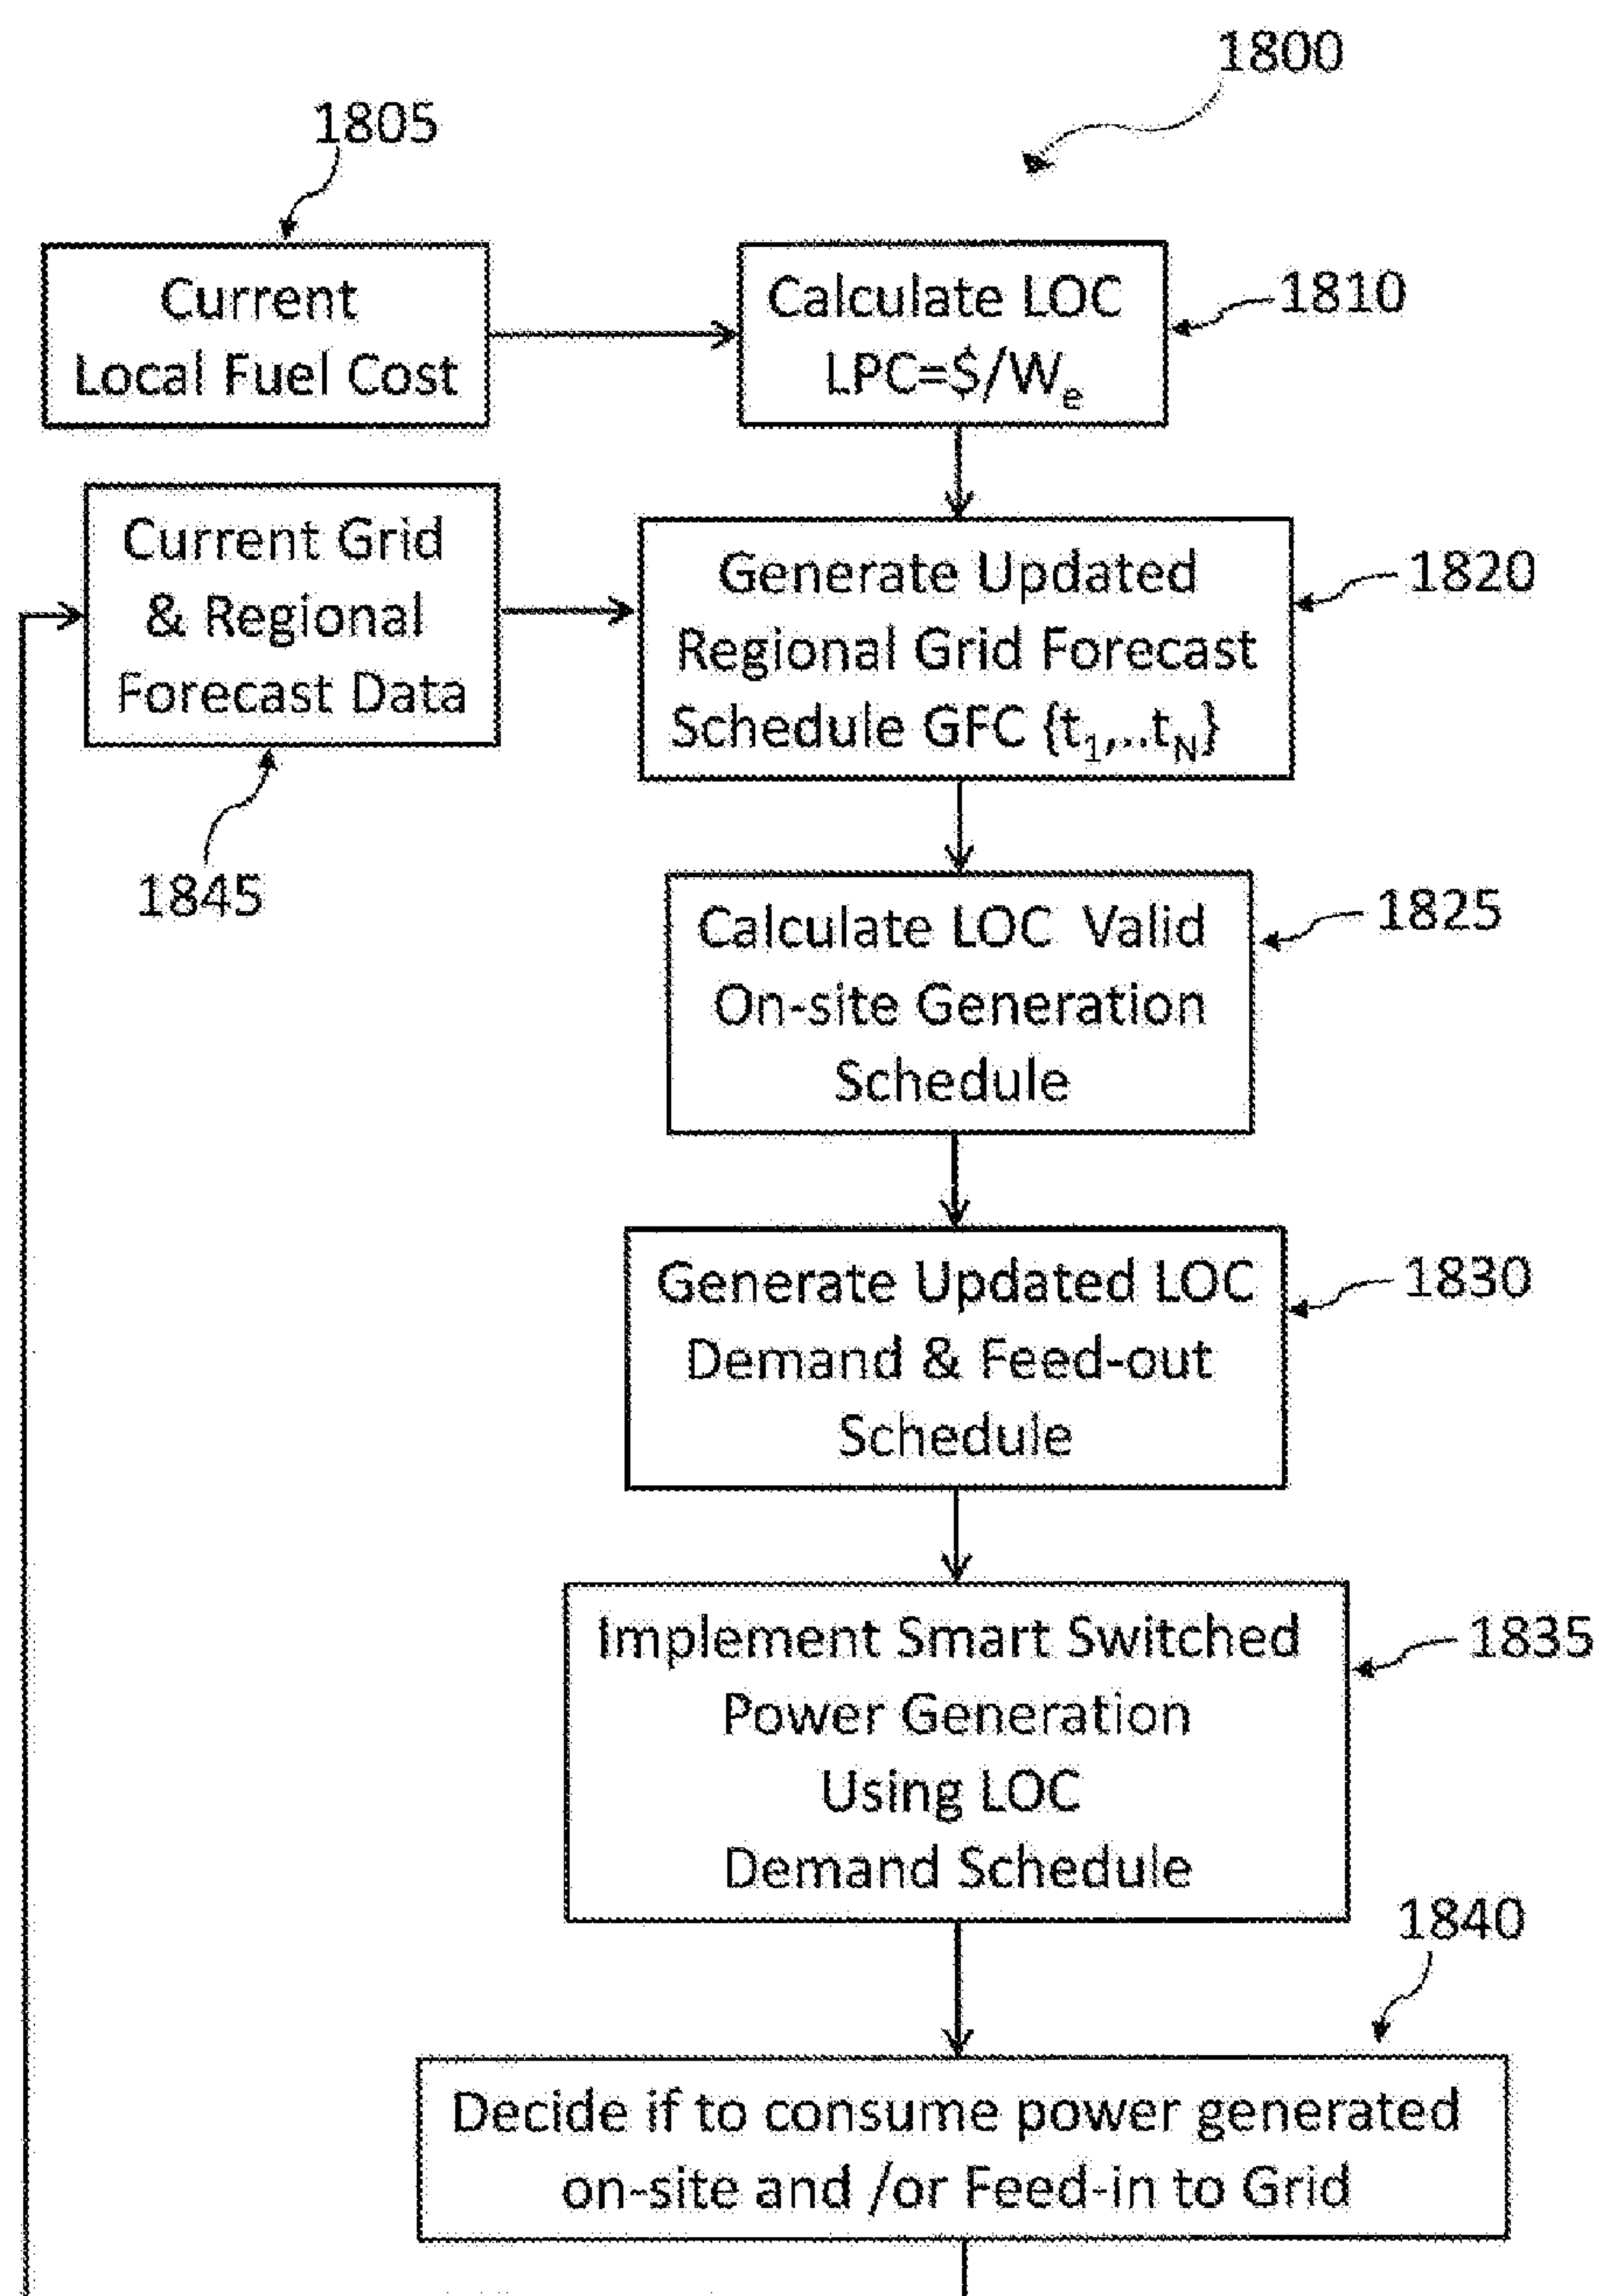 1800
1805
Current
Local Fuel Cost
Calculate LOC
LPC=$/We
1810
Current Grid
& Regional
Forecast Data
Generate Updated
Regional Grid Forecast
Schedule GFC {t1,..tN}
1820
1845
Calculate LOC Valid
On-site Generation
Schedule
1825
Generate Updated LOC
Demand & Feed-out
Schedule
1830
Implement Smart Switched
Power Generation
Using LOC
Demand Schedule
1835
1840
Decide if to consume power generated
on-site and /or Feed-in to Grid